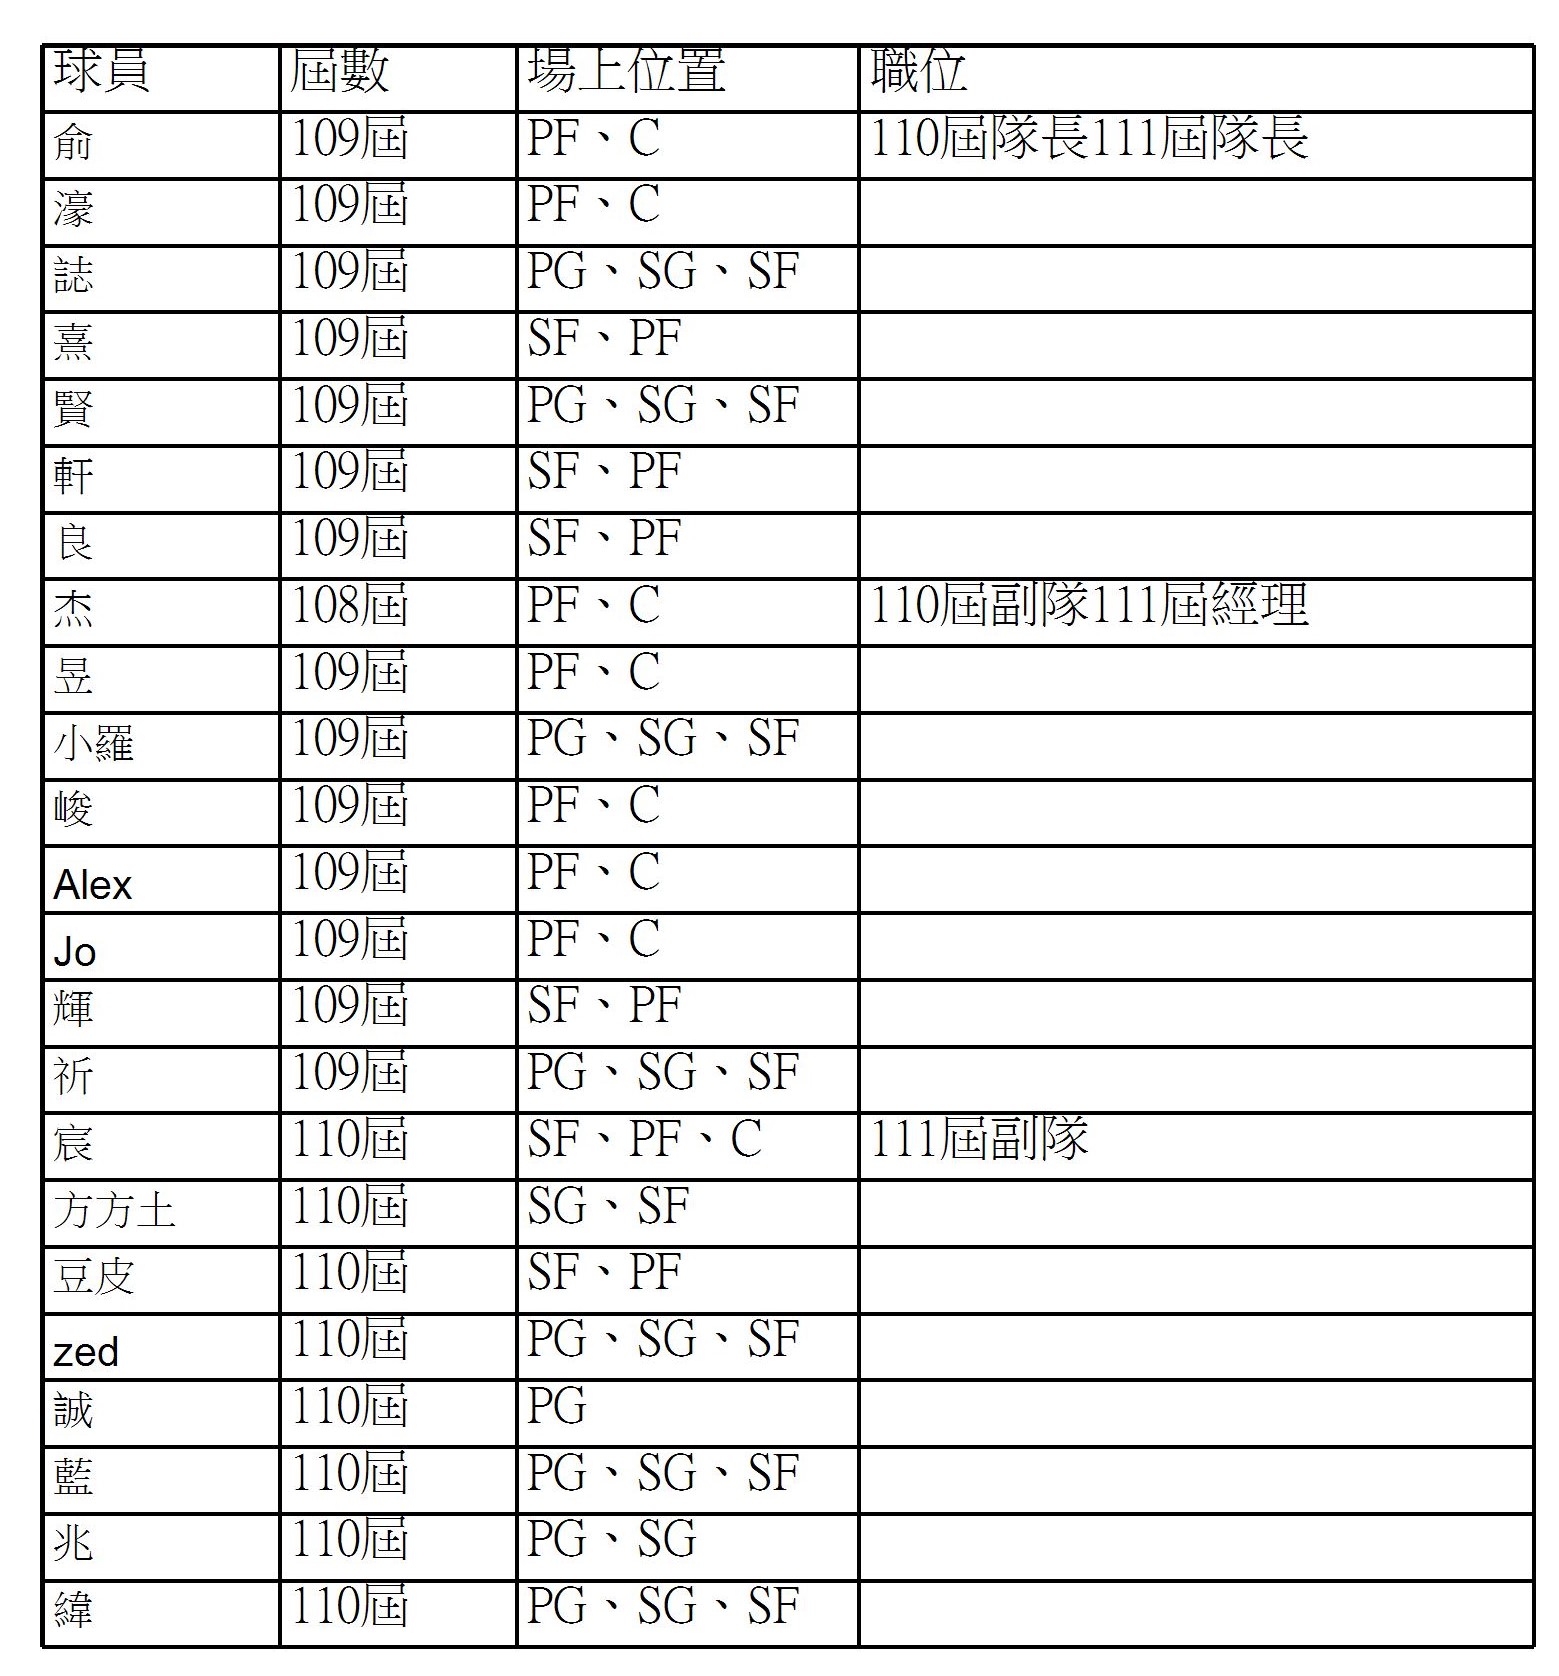 球員 屆數 場上位置 職位
俞 109屆 PF、C 110屆隊長111屆隊長
濠 109屆 PF、C
誌 109屆 PG、SG、SF
熹 109屆 SF、PF
賢 109屆 PG、SG、SF
軒 109屆 SF、PF
良 109屆 SF、PF
杰 108屆 PF、C 110屆副隊111屆經理
昱 109屆 PF、C
小羅 109屆 PG、SG、SF
峻 109屆 PF、C
Alex 109屆 PF、C
Jo 109屆 PF、C
輝 109屆 SF、PF
祈 109屆 PG、SG、SF
宸 110屆 SF、PF、C 111屆副隊
方方土 110屆 SG、SF
豆皮 110屆 SF、PF
zed 110屆 PG、SG、SF
誠 110屆 PG
藍 110屆 PG、SG、SF
兆 110屆 PG、SG
緯 110屆 PG、SG、SF